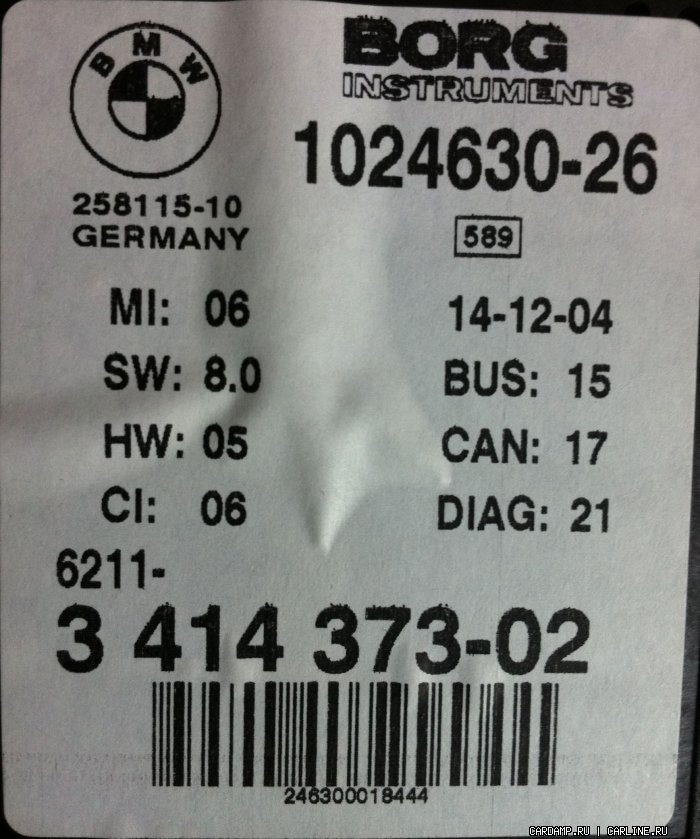 BMW
BORG
INSTRUMENTS
1024630-26
258115-10
GERMANY
589
MI: 06
14-12-04
SW: 8.0
BUS: 15
HW: 05
CAN: 17
CI: 06
DIAG: 21
6211-
3 414 373-02
246300018444
CARDAMP.RU | CARLINE.RU